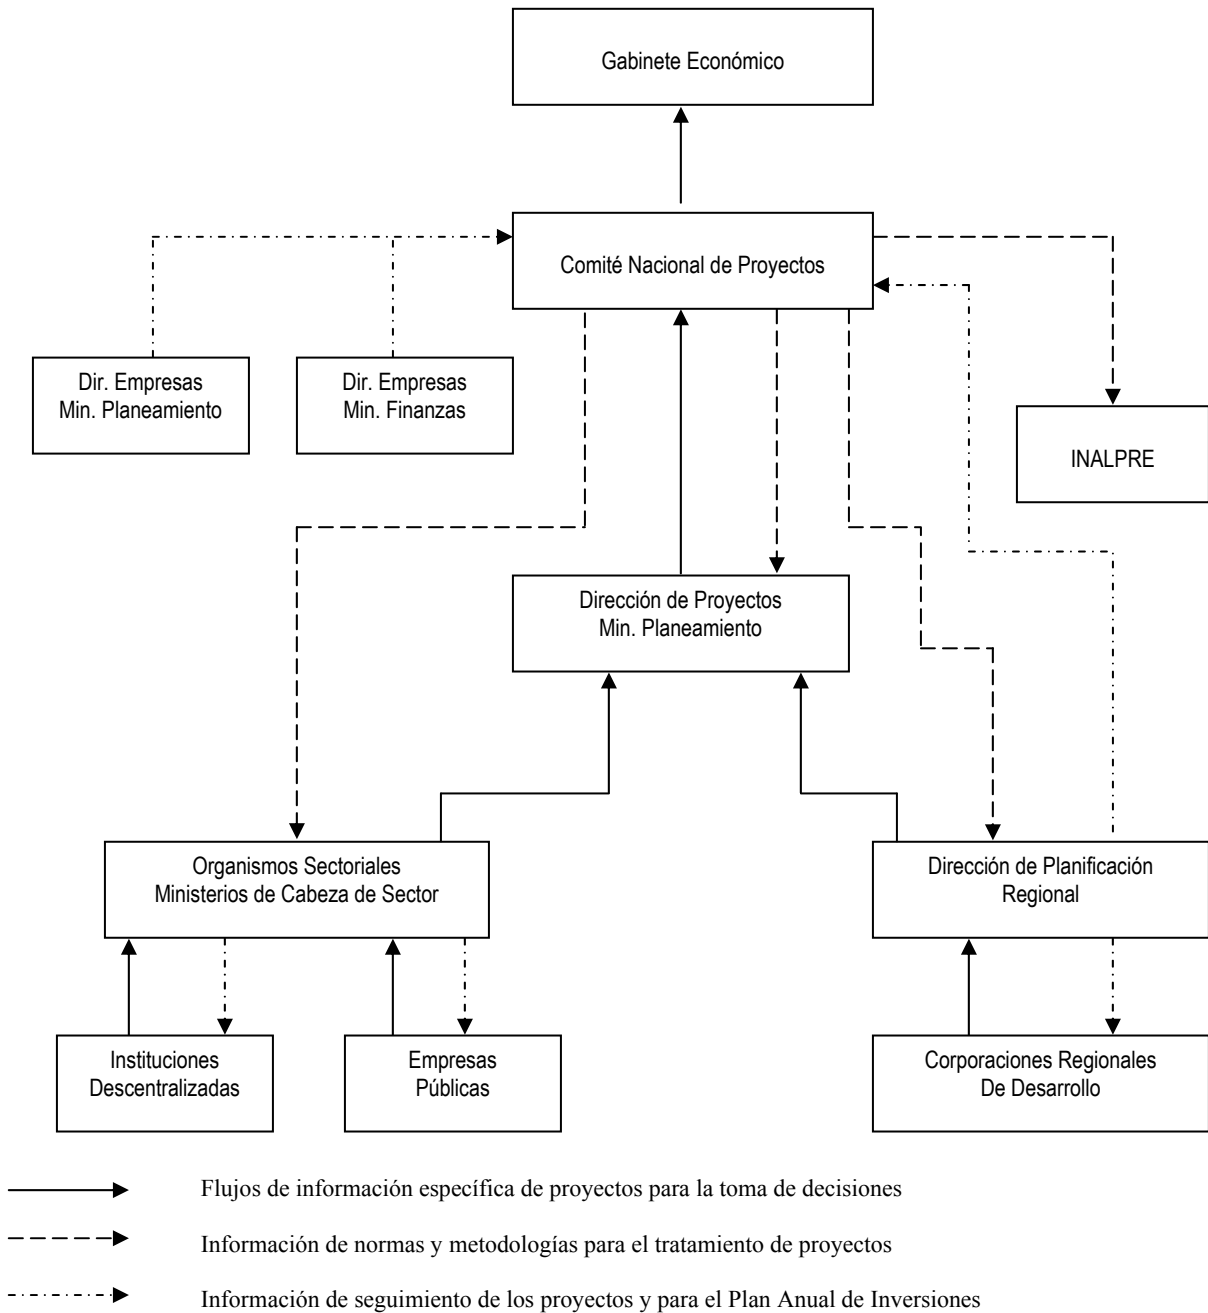 Gabinete Económico
Comité Nacional de Proyectos
Dir. Empresas
Min. Planeamiento
Dir. Empresas
Min. Finanzas
INALPRE
Dirección de Proyectos
Min. Planeamiento
Organismos Sectoriales
Ministerios de Cabeza de Sector
Dirección de Planificación
Regional
Instituciones
Descentralizadas
Empresas
Públicas
Corporaciones Regionales
De Desarrollo
Flujos de información específica de proyectos para la toma de decisiones
Información de normas y metodologías para el tratamiento de proyectos
Información de seguimiento de los proyectos y para el Plan Anual de Inversiones